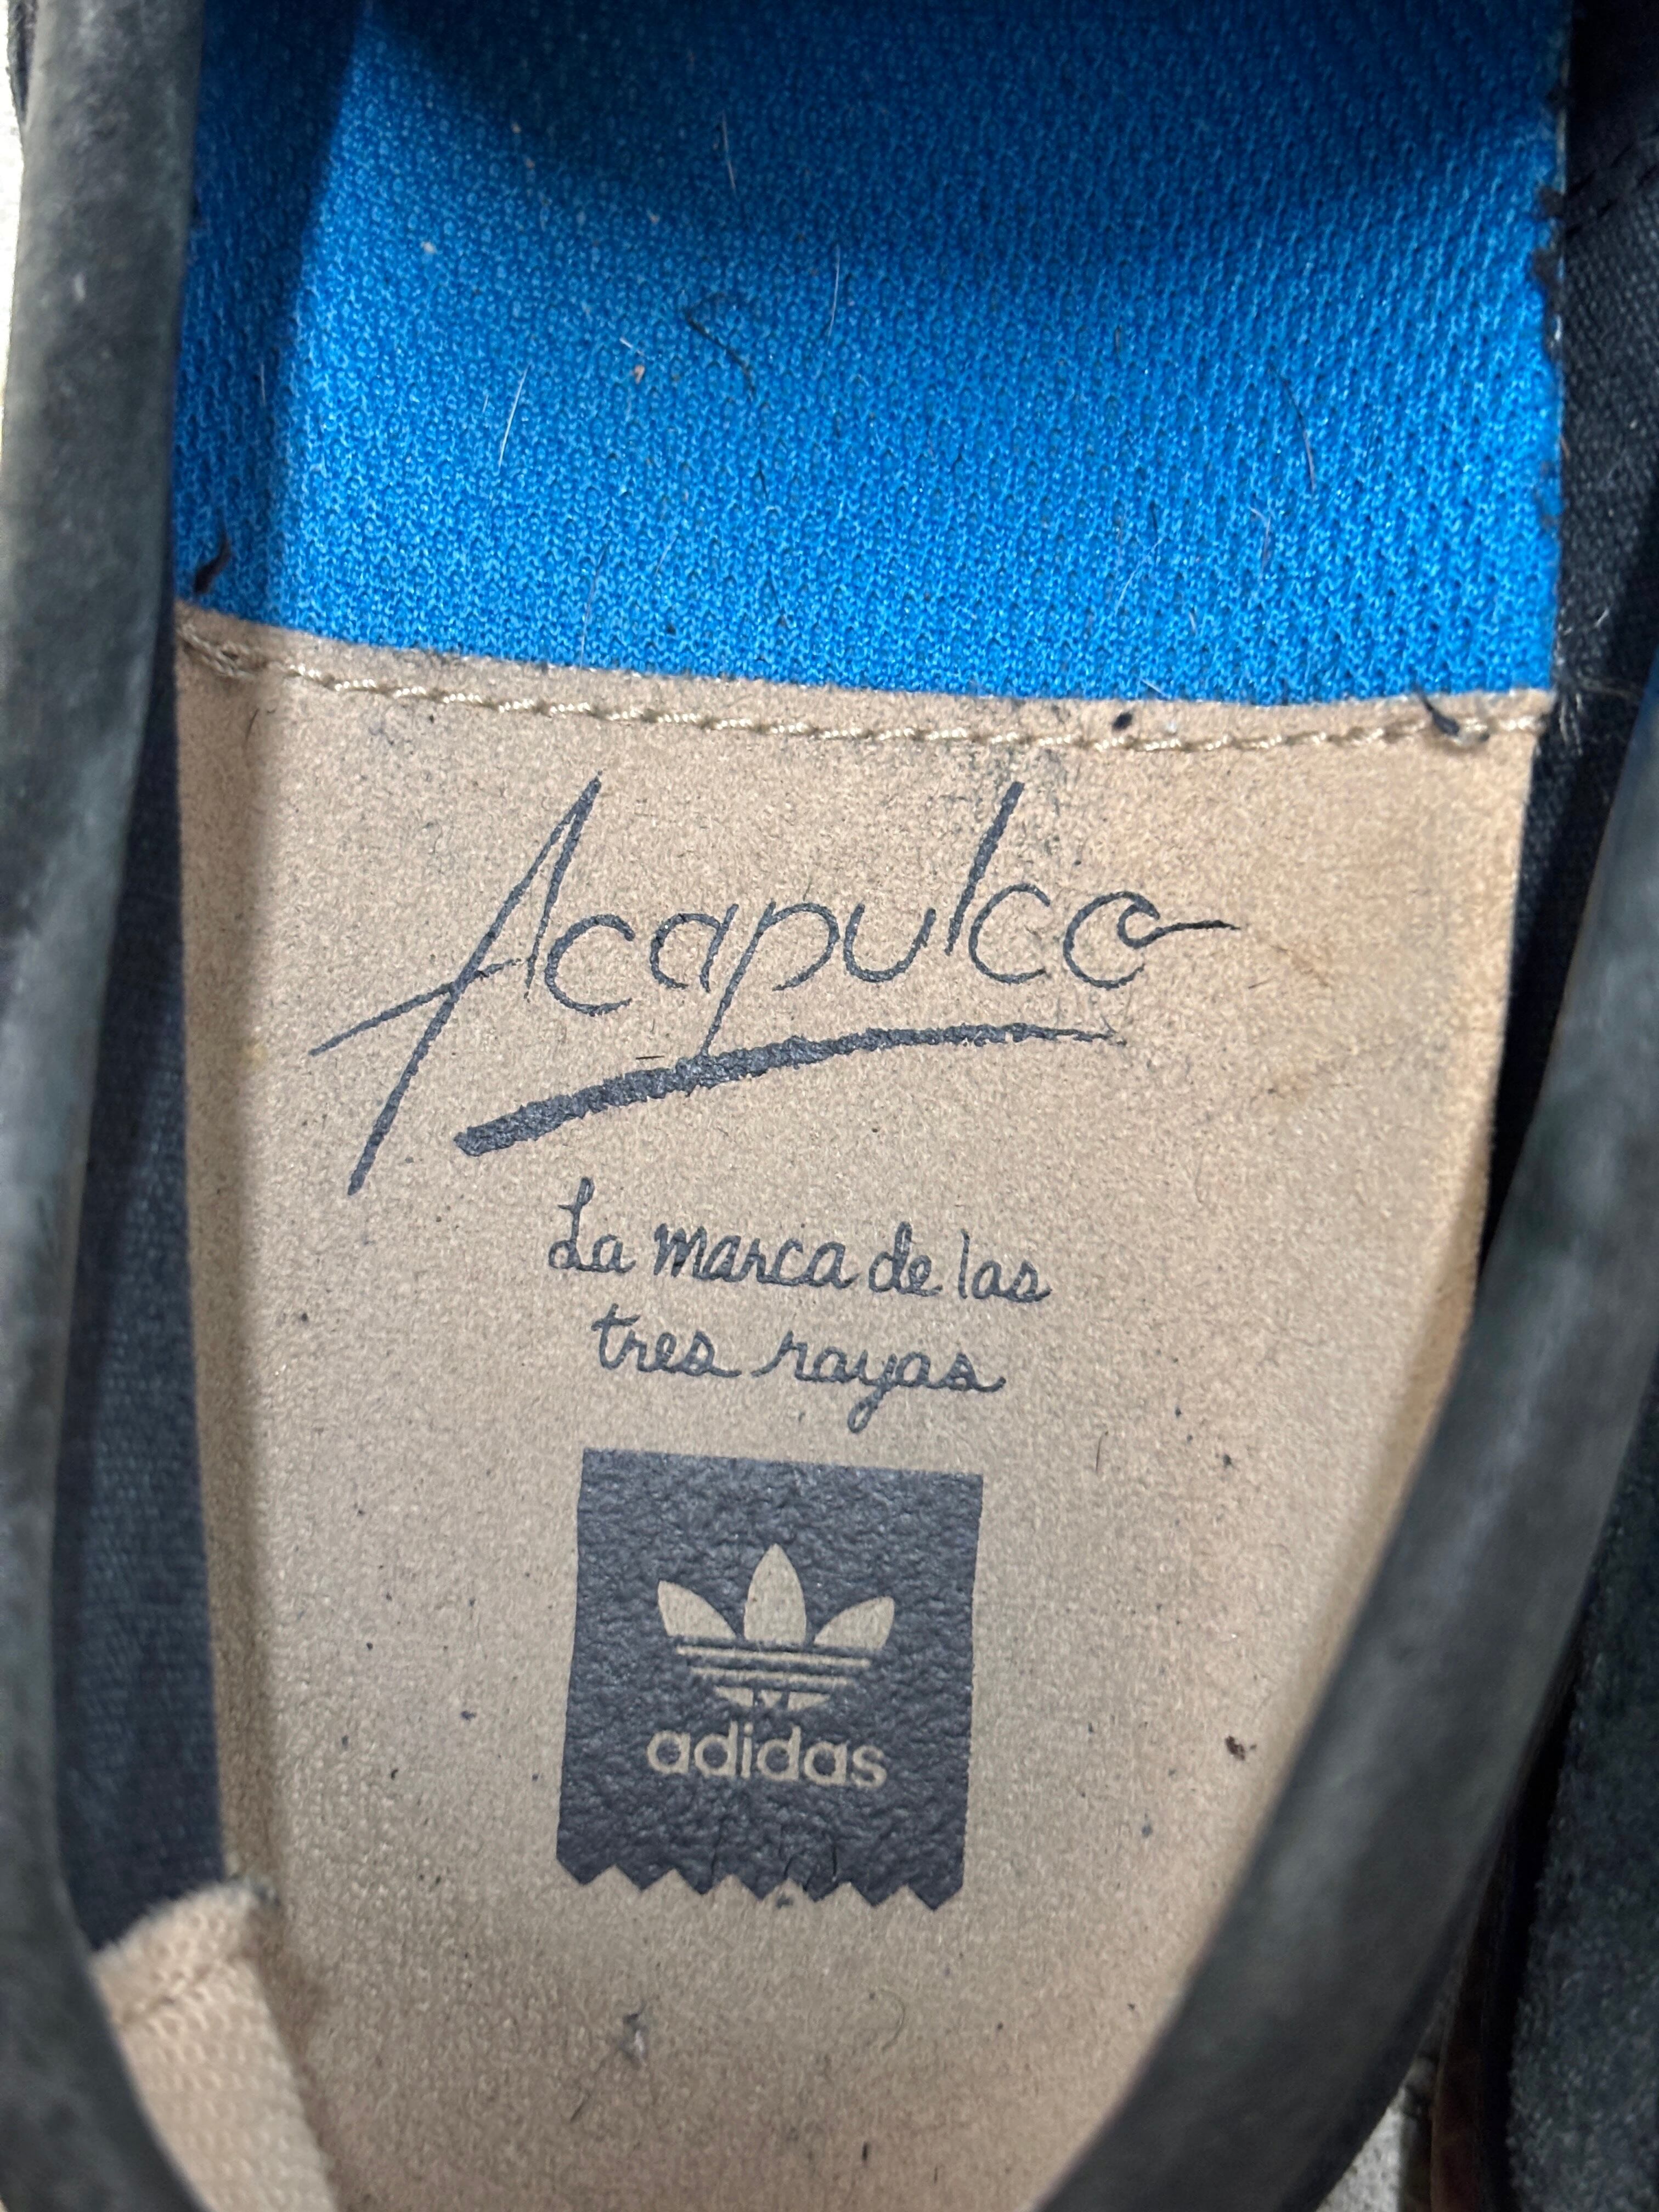 Acapulco
La marca de las
tres rayas
adidas